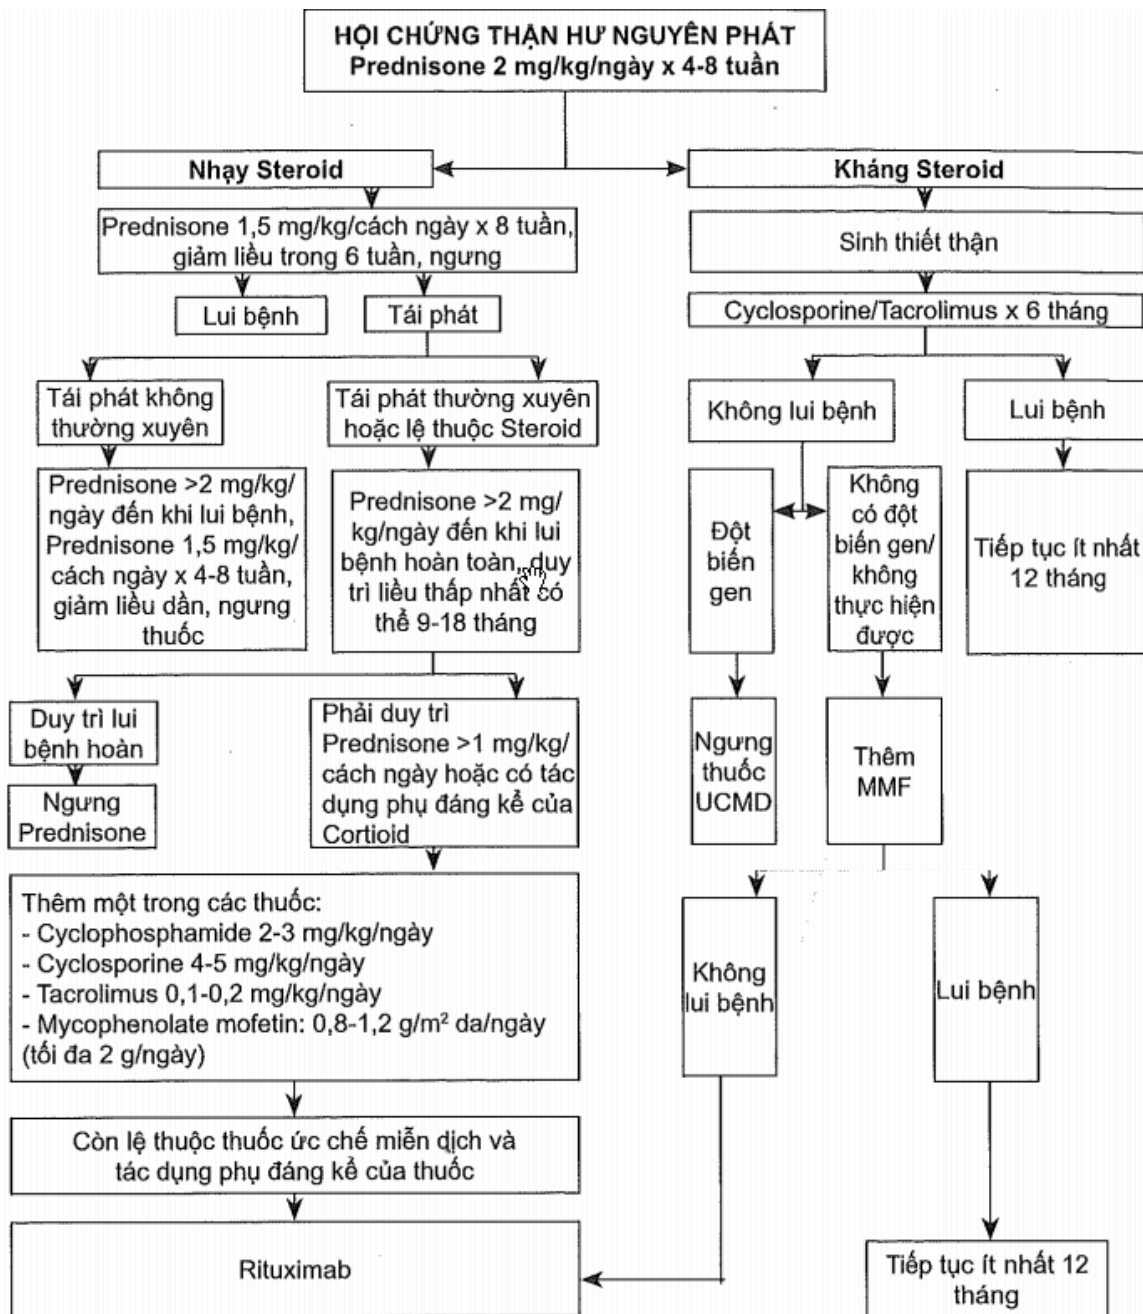 HỘI CHỨNG THẬN HƯ NGUYÊN PHÁT
Prednisone 2 mg/kg/ngày x 4-8 tuần
Nhạy Steroid
Kháng Steroid
Prednisone 1,5 mg/kg/cách ngày x 8 tuần,
giảm liều trong 6 tuần, ngưng
Sinh thiết thận
Lui bệnh
Tái phát
Cyclosporine/Tacrolimus x 6 tháng
Tái phát không
thường xuyên
Tái phát thường xuyên
hoặc lệ thuộc Steroid
Không lui bệnh
Lui bệnh
Prednisone >2 mg/kg/
ngày đến khi lui bệnh,
Prednisone 1,5 mg/kg/
cách ngày x 4-8 tuần,
giảm liều dần, ngưng
thuốc
Prednisone >2 mg/
kg/ngày đến khi lui
bệnh hoàn toàn, duy
trì liều thấp nhất có
thể 9-18 tháng
Đột
biến
gen
Không
có đột
biến gen/
không
thực hiện
được
Tiếp tục ít nhất
12 tháng
Duy trì lui
bệnh hoàn
Phải duy trì
Prednisone >1 mg/kg/
cách ngày hoặc có tác
dụng phụ đáng kể của
Cortioid
Ngưng
thuốc
UCMD
Thêm
MMF
Ngưng
Prednisone
Thêm một trong các thuốc:
- Cyclophosphamide 2-3 mg/kg/ngày
- Cyclosporine 4-5 mg/kg/ngày
- Tacrolimus 0,1-0,2 mg/kg/ngày
- Mycophenolate mofetin: 0,8-1,2 g/m² da/ngày
(tối đa 2 g/ngày)
Không
lui bệnh
Lui bệnh
Còn lệ thuộc thuốc ức chế miễn dịch và
tác dụng phụ đáng kể của thuốc
Rituximab
Tiếp tục ít nhất 12
tháng